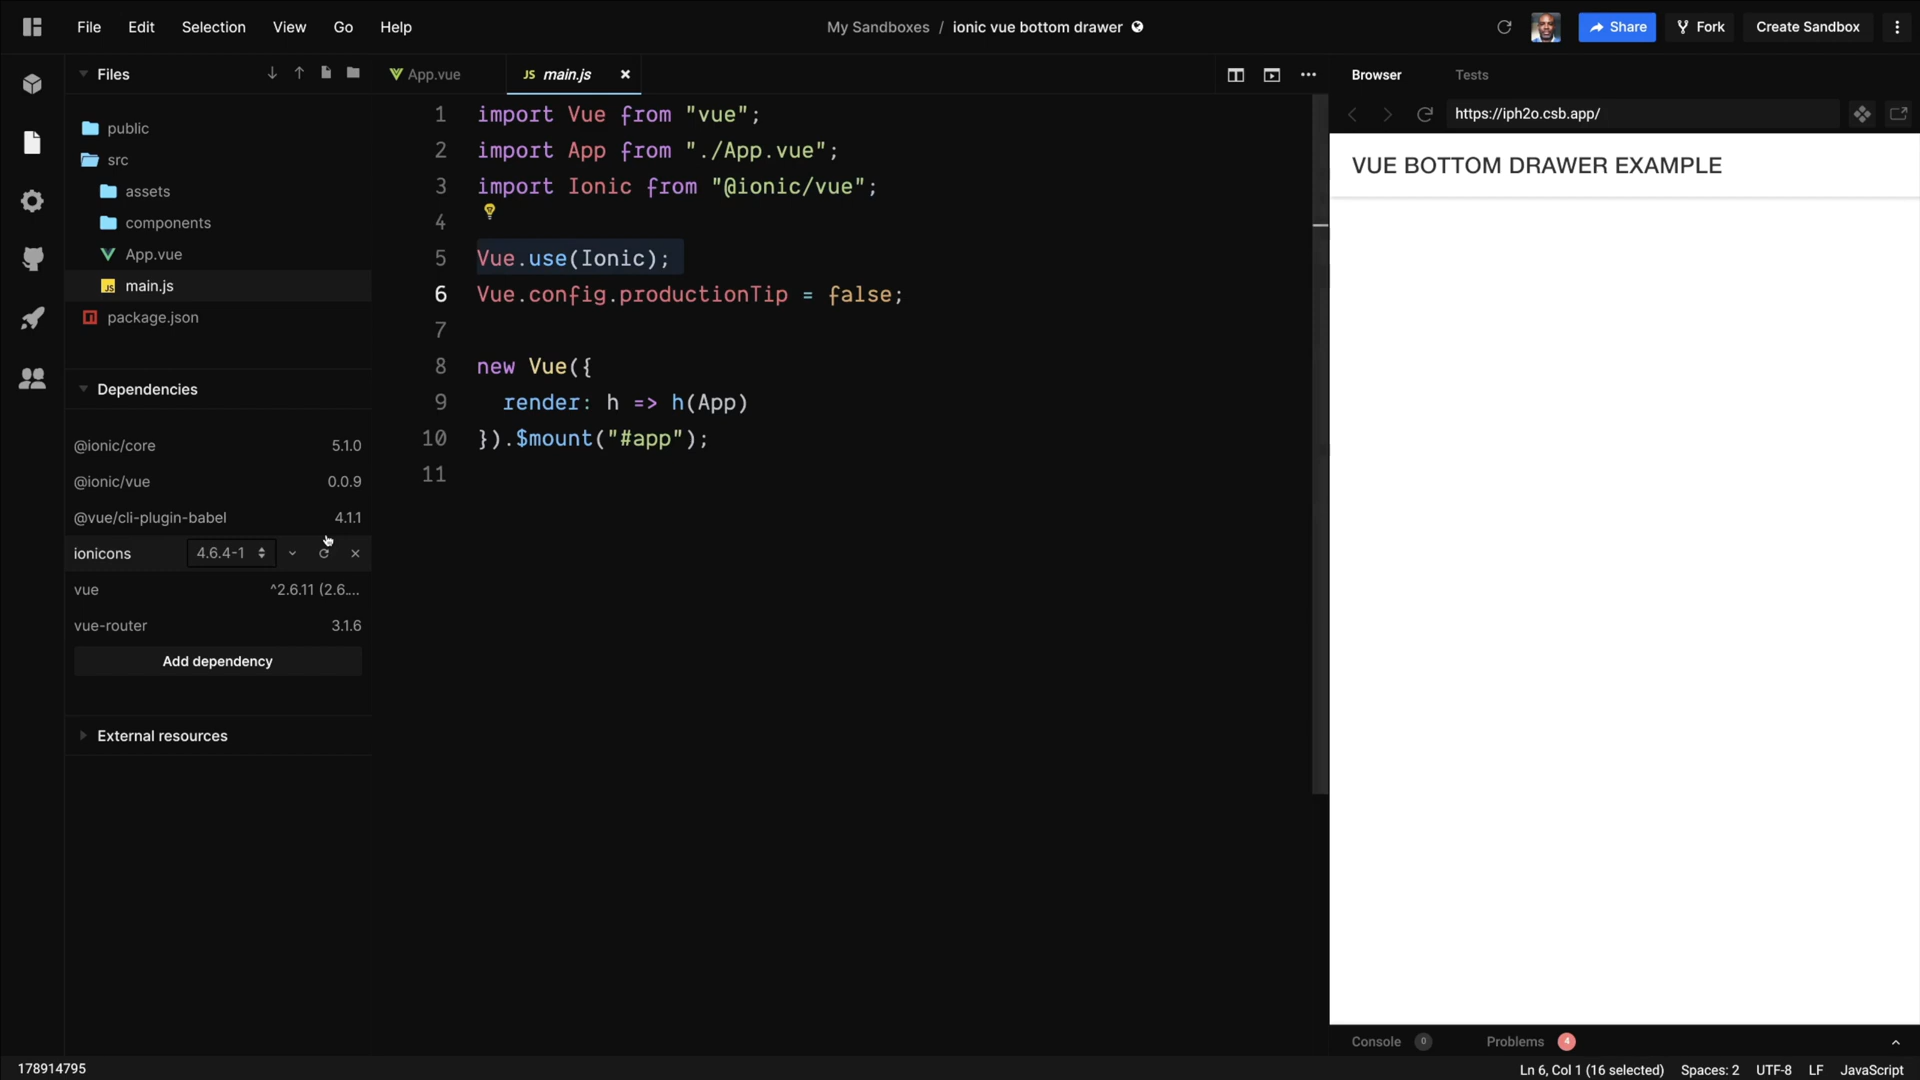 File Edit Selection View Go Help My Sandboxes / ionic vue bottom drawer Share Fork Create Sandbox
Files
App.vue
JS main.js
Browser Tests
https://iph2o.csb.app/
public
src
assets
components
App.vue
JS main.js
package.json
Dependencies
@ionic/core 5.1.0
@ionic/vue 0.0.9
@vue/cli-plugin-babel 4.1.1
ionicons 4.6.4-1
vue ^2.6.11 (2.6....
vue-router 3.1.6
Add dependency
External resources
1 import Vue from "vue";
2 import App from "./App.vue";
3 import Ionic from "@ionic/vue";
4
5 Vue.use(Ionic);
6 Vue.config.productionTip = false;
7
8 new Vue({
9 render: h => h(App)
10 }).$mount("#app");
11
VUE BOTTOM DRAWER EXAMPLE
Console 0 Problems 4
178914795 Ln 6, Col 1 (16 selected) Spaces: 2 UTF-8 LF JavaScript